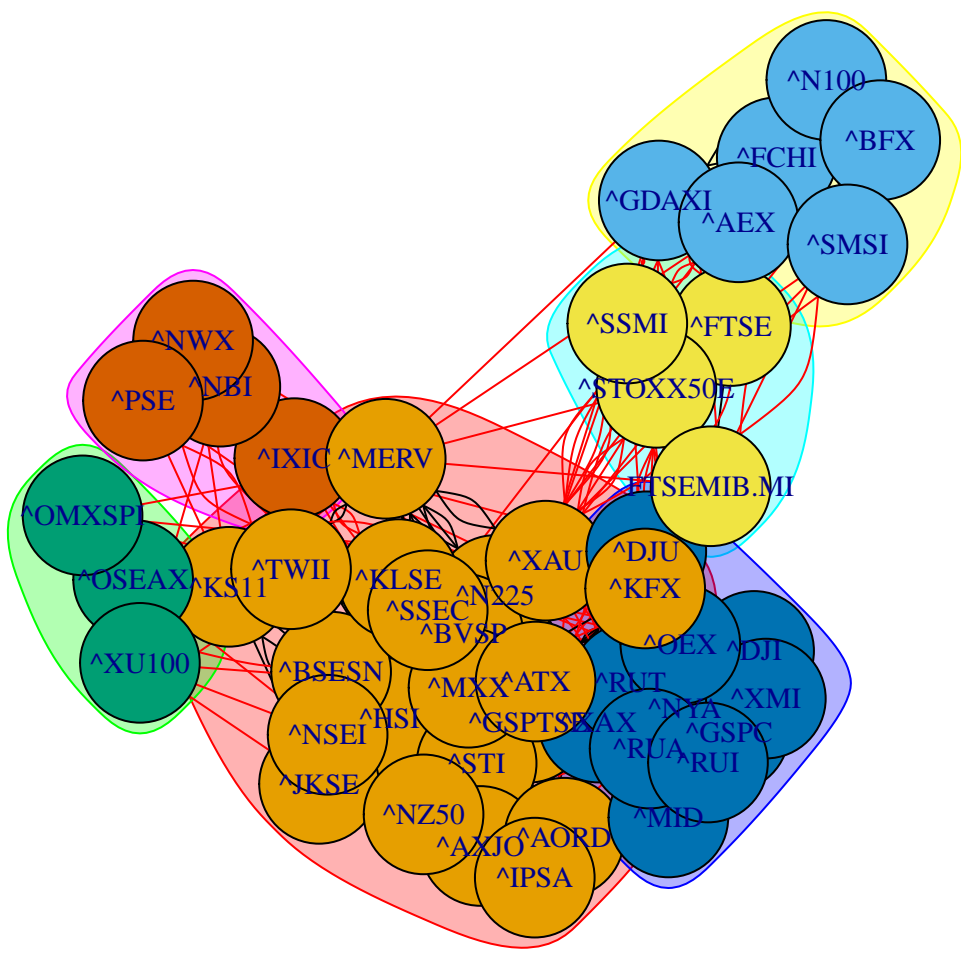 ^N100
^BFX
^FCHI
^GDAXI
^AEX
^SMSI
^SSMI
^FTSE
^STOXX50E
FTSEMIB.MI
^NWX
^NBI
^PSE
^IXIC
^MERV
^OMXSPI
^OSEAX
^KS11
^TWII
^XU100
^KLSE
^SSEC
^N225
^BVSP
^XAU
^DJU
^KFX
^BSESN
^HSI
^NSEI
^JKSE
^MXX
^ATX
^GSPTSE
^XAX
^RUT
^OEX
^DJI
^NYA
^XMI
^GSPC
^RUA
^RUI
^STI
^MID
^NZ50
^AXJO
^AORD
^IPSA